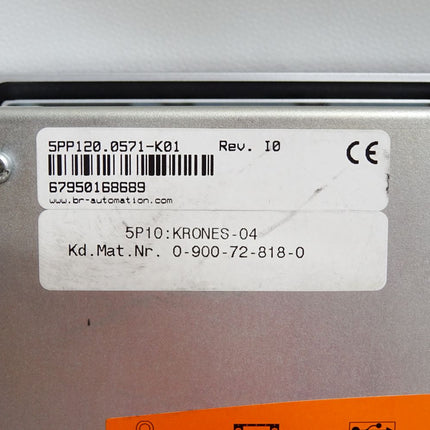 5PP120.0571-K01 Rev. I0
CE
67950168689
www.br-automation.com
5P10:KRONES-04
Kd.Mat.Nr. 0-900-72-818-0